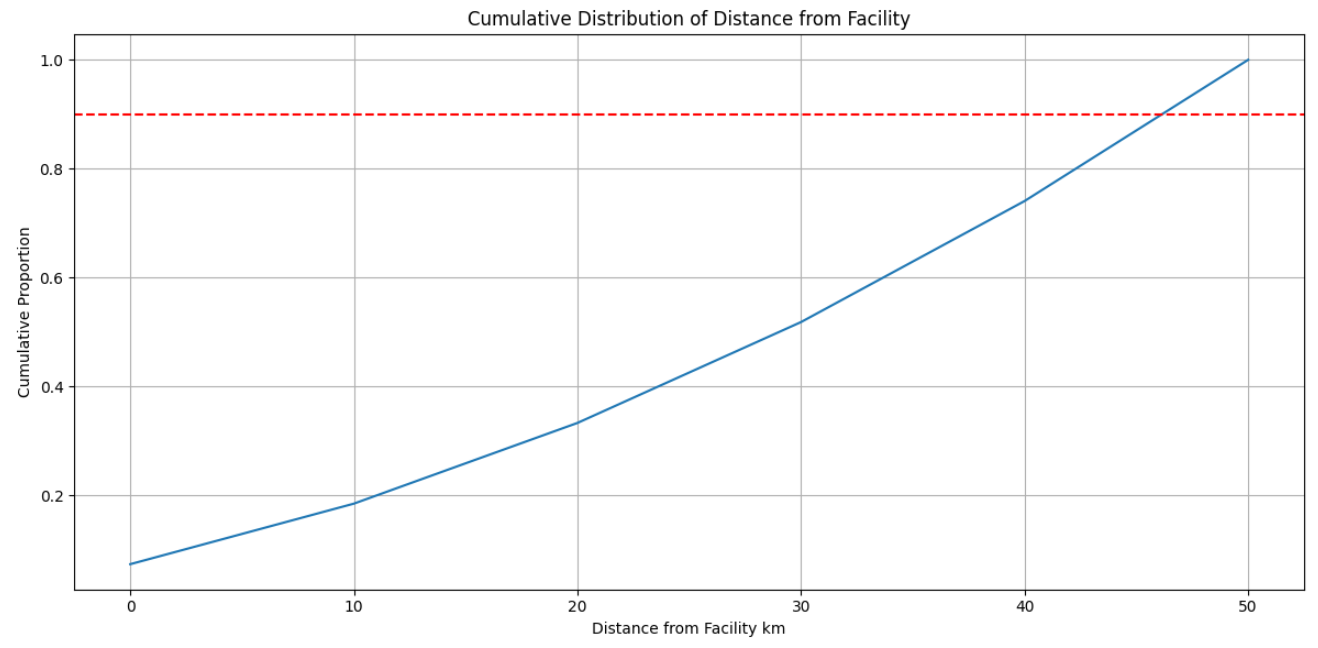 Cumulative Distribution of Distance from Facility
Cumulative Proportion
1.0
0.8
0.6
0.4
0.2
0 10 20 30 40 50
Distance from Facility km